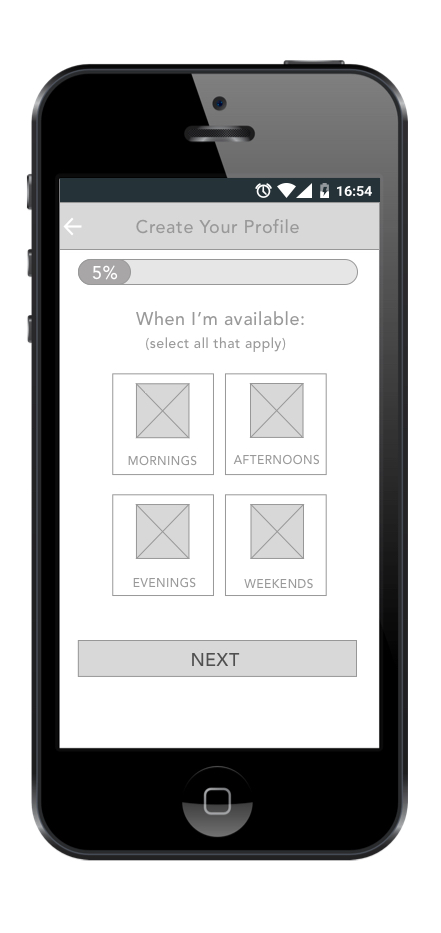 16:54
Create Your Profile
5%
When I'm available:
(select all that apply)
MORNINGS
AFTERNOONS
EVENINGS
WEEKENDS
NEXT